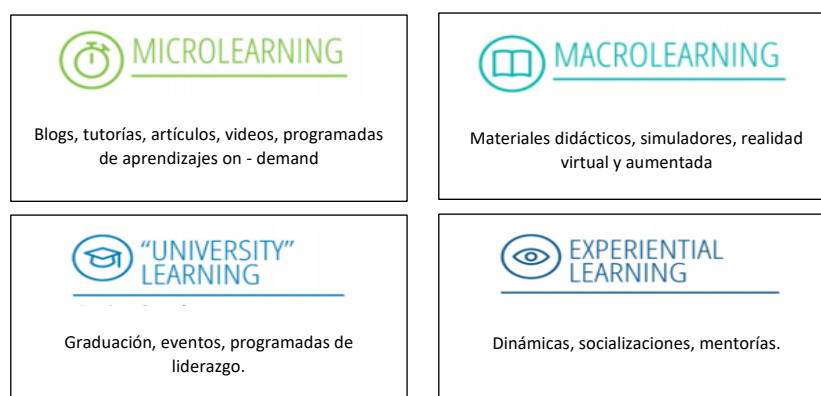 MICROLEARNING
Blogs, tutorías, artículos, videos, programadas
de aprendizajes on - demand
MACROLEARNING
Materiales didácticos, simuladores, realidad
virtual y aumentada
“UNIVERSITY”
LEARNING
Graduación, eventos, programadas de
liderazgo.
EXPERIENTIAL
LEARNING
Dinámicas, socializaciones, mentorías.